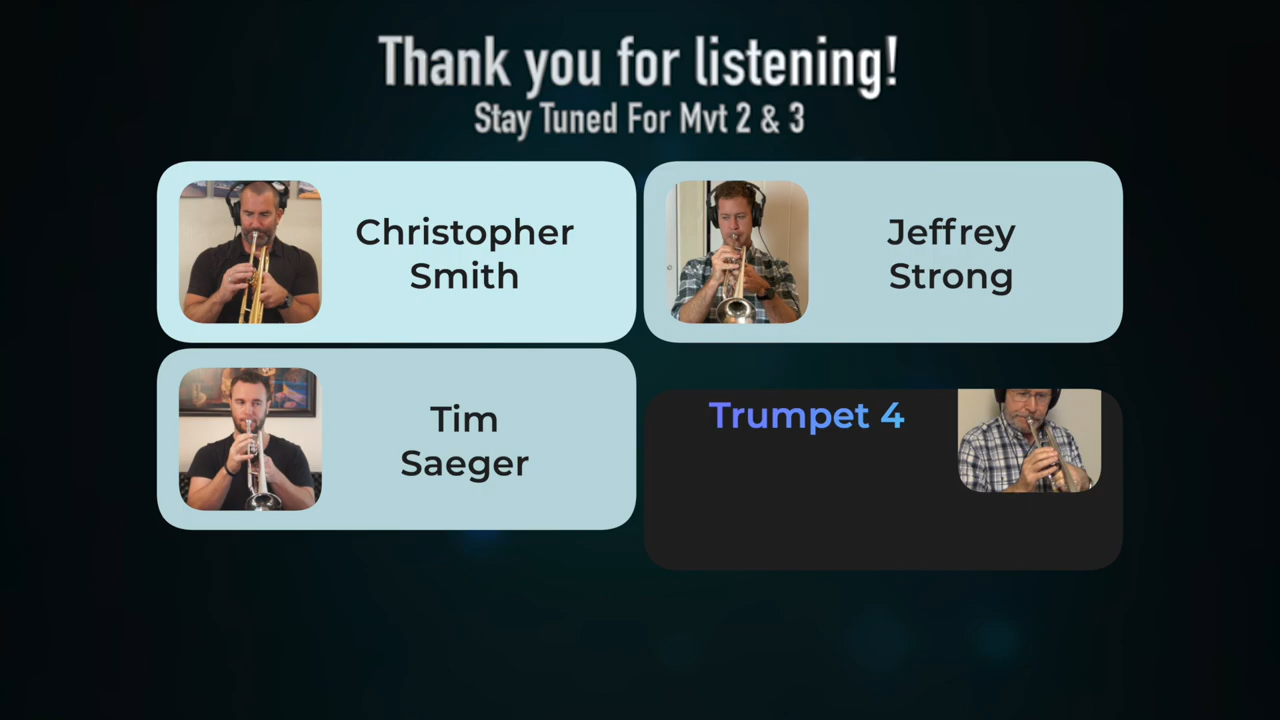 Thank you for listening!
Stay Tuned For Mvt 2 & 3
Christopher
Smith
Jeffrey
Strong
Tim
Saeger
Trumpet 4